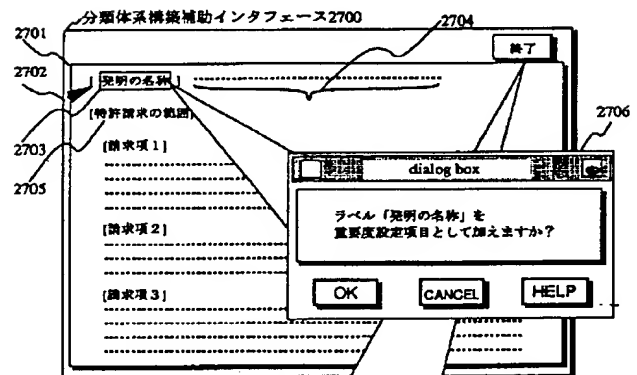 分類体系構築補助インタフェース2700
2704
2701
終了
2702
[発明の名称]
2703
[特許請求の範囲]
2706
2705
[請求項1]
dialog box
ラベル「発明の名称」を
重要度設定項目として加えますか?
[請求項2]
OK
CANCEL
HELP
[請求項3]